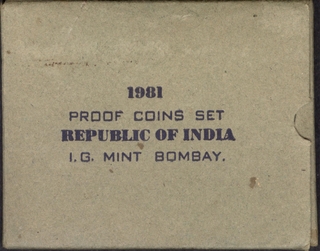 1981
PROOF COINS SET
REPUBLIC OF INDIA
I.G. MINT BOMBAY.